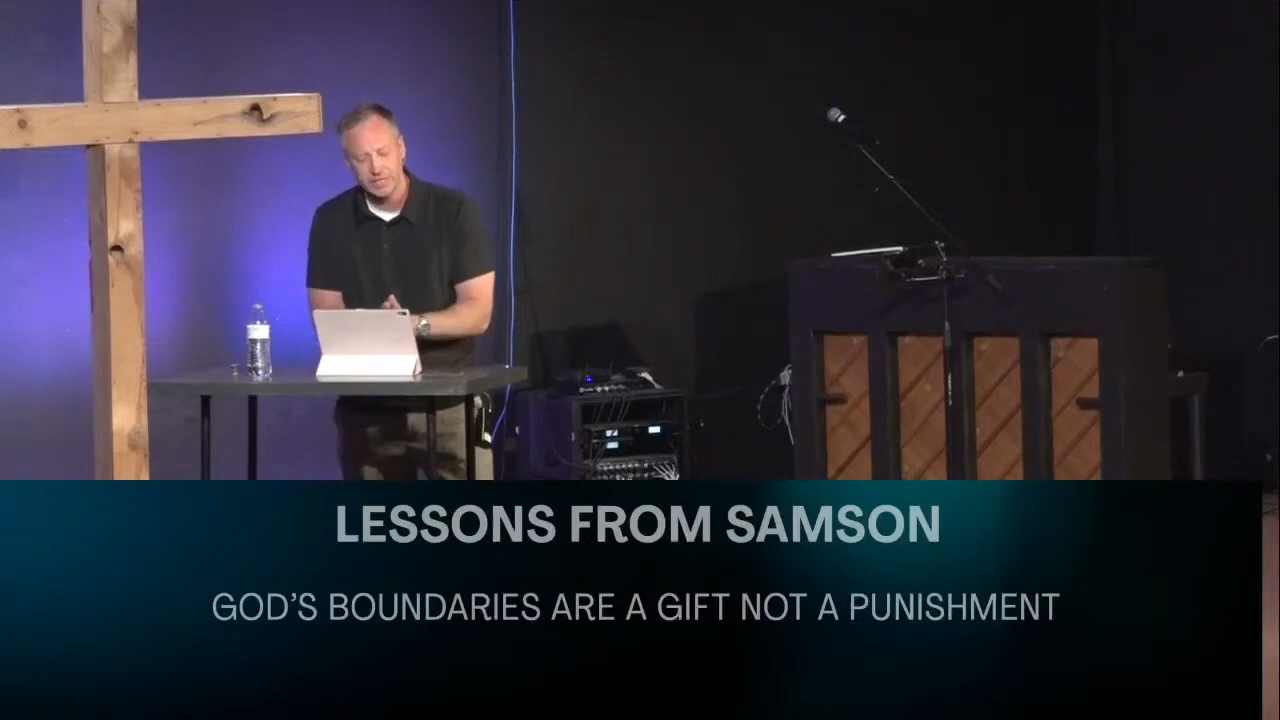 LESSONS FROM SAMSON
GOD'S BOUNDARIES ARE A GIFT NOT A PUNISHMENT